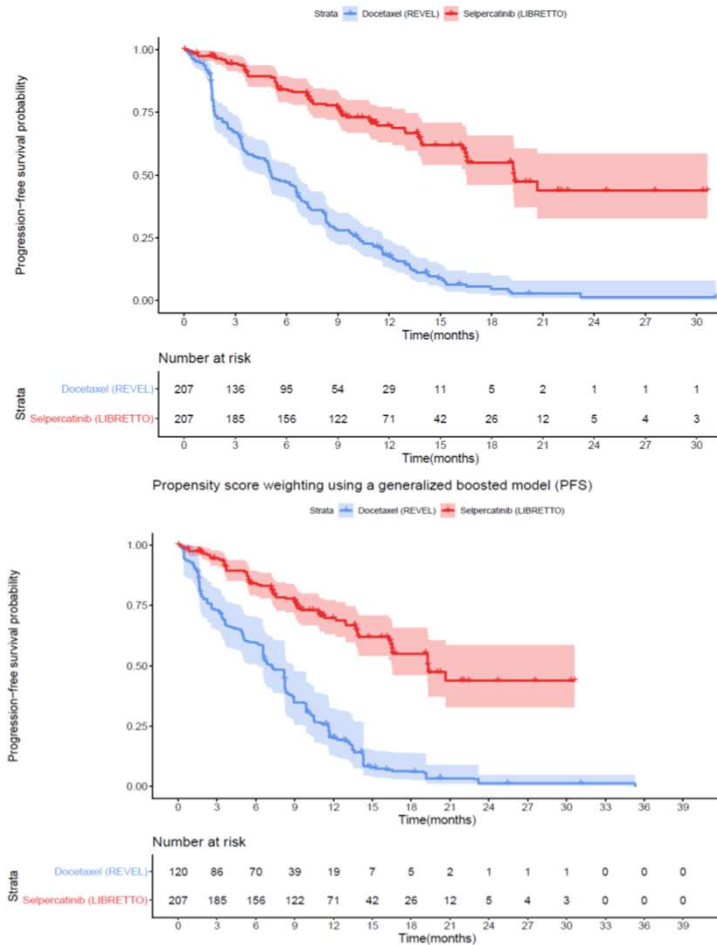 Strata Docetaxel (REVEL) Selpercatinib (LIBRETTO)
Progression-free survival probability
1.00
0.75
0.50
0.25
0.00
0 3 6 9 12 15 18 21 24 27 30
Time(months)
Number at risk
Strata
Docetaxel (REVEL) 207 136 95 54 29 11 5 2 1 1 1
Selpercatinib (LIBRETTO) 207 185 156 122 71 42 26 12 5 4 3
0 3 6 9 12 15 18 21 24 27 30
Time(months)
Propensity score weighting using a generalized boosted model (PFS)
Strata Docetaxel (REVEL) Selpercatinib (LIBRETTO)
Progression-free survival probability
1.00
0.75
0.50
0.25
0.00
0 3 6 9 12 15 18 21 24 27 30 33 36 39
Time(months)
Number at risk
Strata
Docetaxel (REVEL) 120 86 70 39 19 7 5 2 1 1 1 0 0 0
Selpercatinib (LIBRETTO) 207 185 156 122 71 42 26 12 5 4 3 0 0 0
0 3 6 9 12 15 18 21 24 27 30 33 36 39
Time(months)